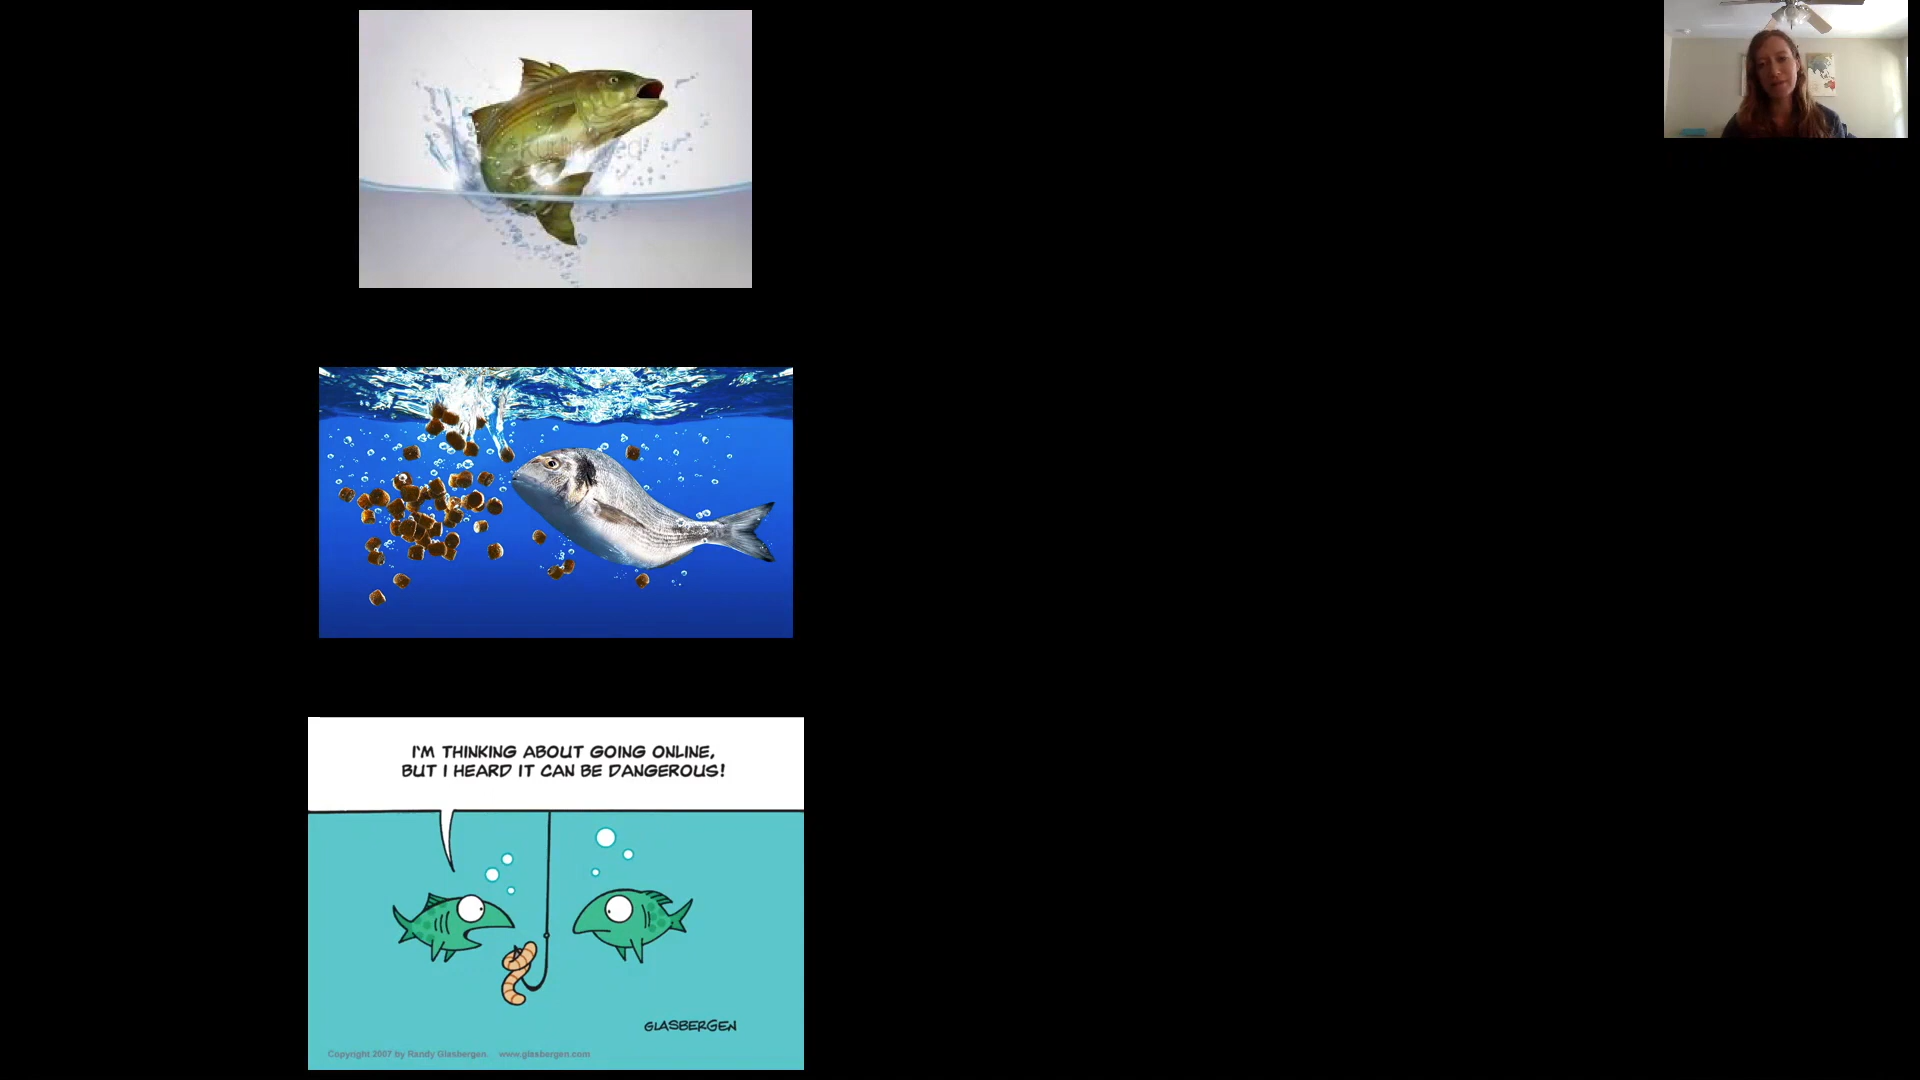 I'M THINKING ABOUT GOING ONLINE,
BUT I HEARD IT CAN BE DANGEROUS!
GLASBERGEN
Copyright 2007 by Randy Glasbergen. www.glasbergen.com